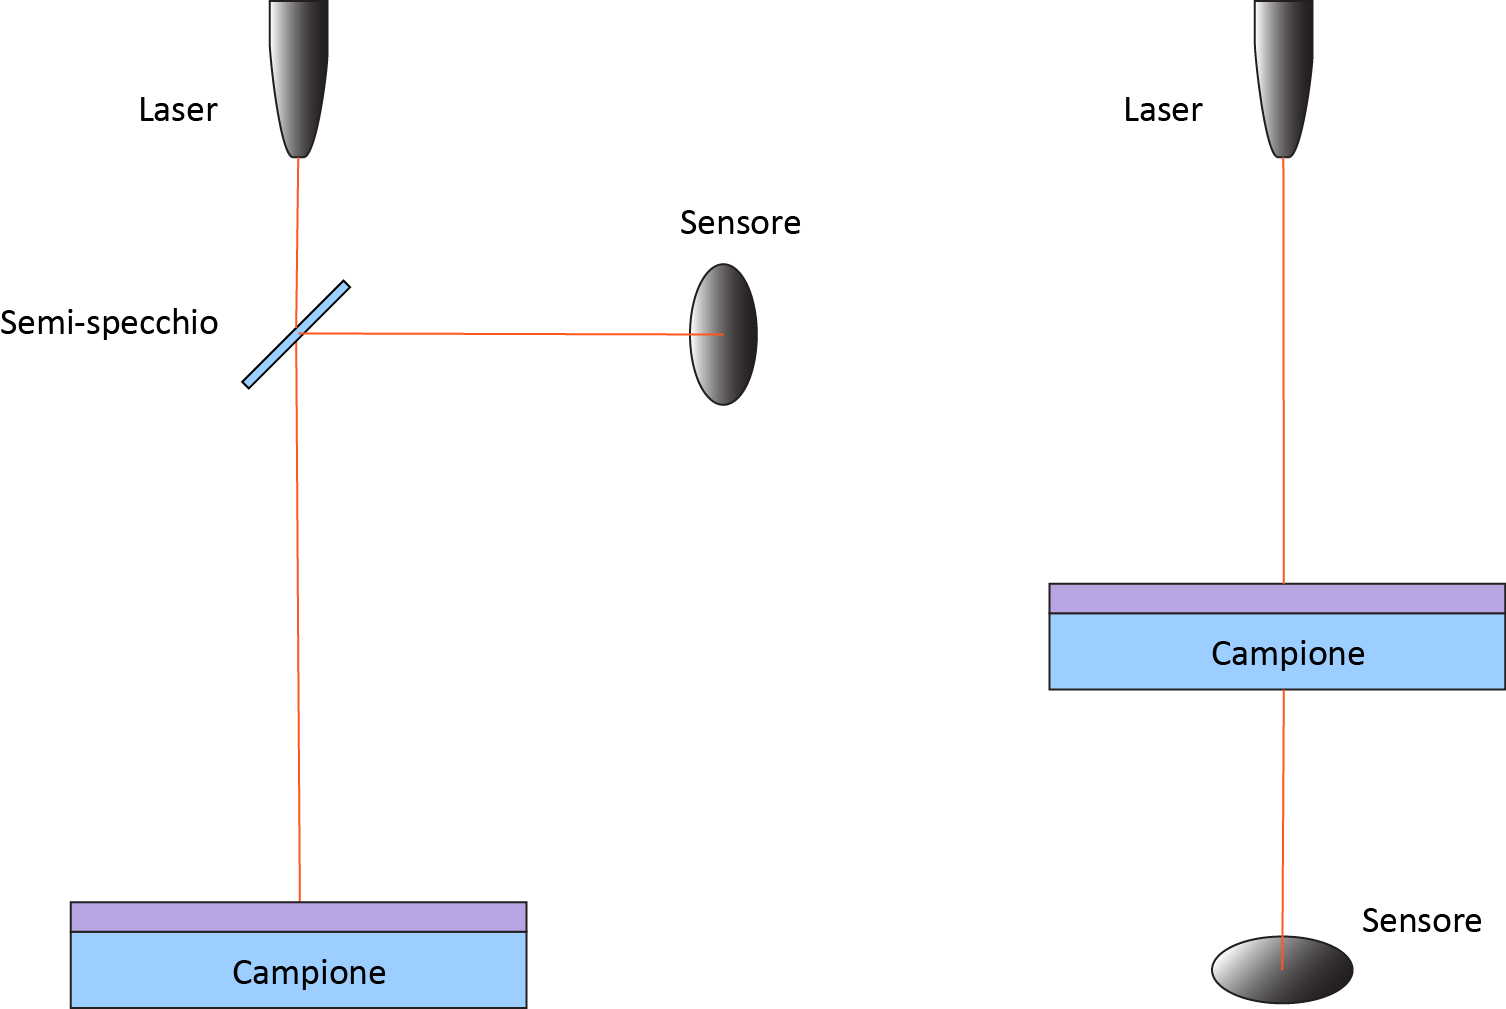 Laser
Sensore
Semi-specchio
Campione
Laser
Campione
Sensore